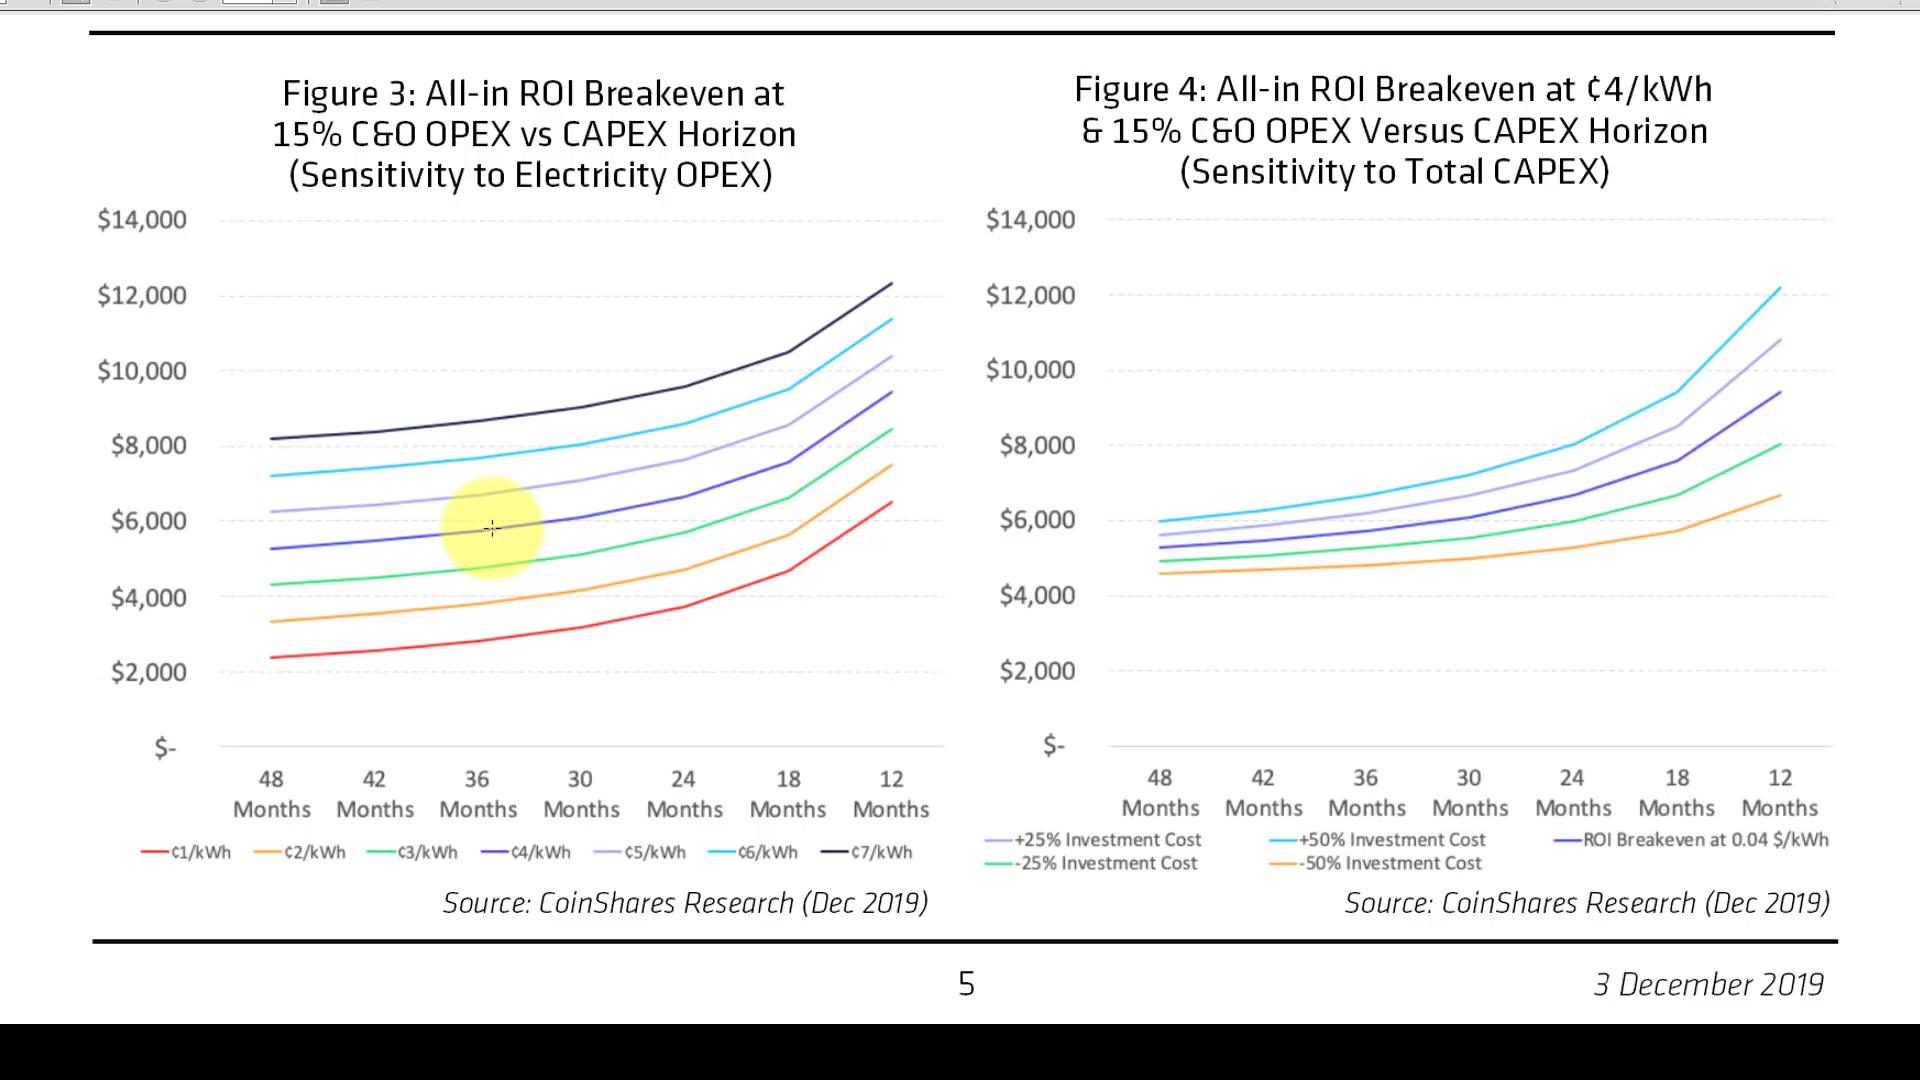 Figure 3: All-in ROI Breakeven at
15% C&O OPEX vs CAPEX Horizon
(Sensitivity to Electricity OPEX)
$14,000
$12,000
$10,000
$8,000
$6,000
$4,000
$2,000
$-
48 42 36 30 24 18 12
Months Months Months Months Months Months Months
¢1/kWh ¢2/kWh ¢3/kWh ¢4/kWh ¢5/kWh ¢6/kWh ¢7/kWh
Source: CoinShares Research (Dec 2019)
Figure 4: All-in ROI Breakeven at ¢4/kWh
& 15% C&O OPEX Versus CAPEX Horizon
(Sensitivity to Total CAPEX)
$14,000
$12,000
$10,000
$8,000
$6,000
$4,000
$2,000
$-
48 42 36 30 24 18 12
Months Months Months Months Months Months Months
+25% Investment Cost +50% Investment Cost ROI Breakeven at 0.04 $/kWh
-25% Investment Cost -50% Investment Cost
Source: CoinShares Research (Dec 2019)
5
3 December 2019